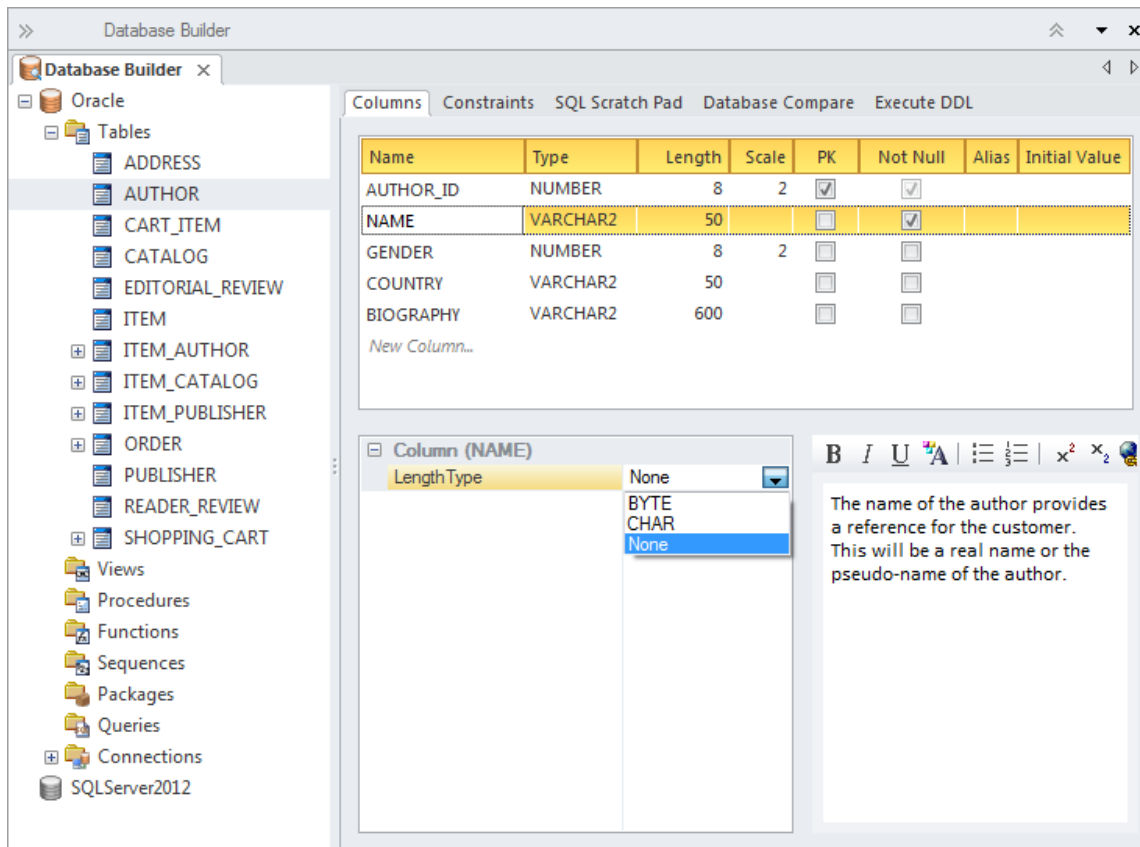 Database Builder
Database Builder
Oracle
Tables
ADDRESS
AUTHOR
CART_ITEM
CATALOG
EDITORIAL_REVIEW
ITEM
ITEM_AUTHOR
ITEM_CATALOG
ITEM_PUBLISHER
ORDER
PUBLISHER
READER_REVIEW
SHOPPING_CART
Views
Procedures
Functions
Sequences
Packages
Queries
Connections
SQLServer2012
Columns Constraints SQL Scratch Pad Database Compare Execute DDL
Name Type Length Scale PK Not Null Alias Initial Value
AUTHOR_ID NUMBER 8 2
NAME VARCHAR2 50
GENDER NUMBER 8 2
COUNTRY VARCHAR2 50
BIOGRAPHY VARCHAR2 600
New Column...
Column (NAME)
LengthType None
BYTE
CHAR
None
B I U A x² x₂
The name of the author provides
a reference for the customer.
This will be a real name or the
pseudo-name of the author.